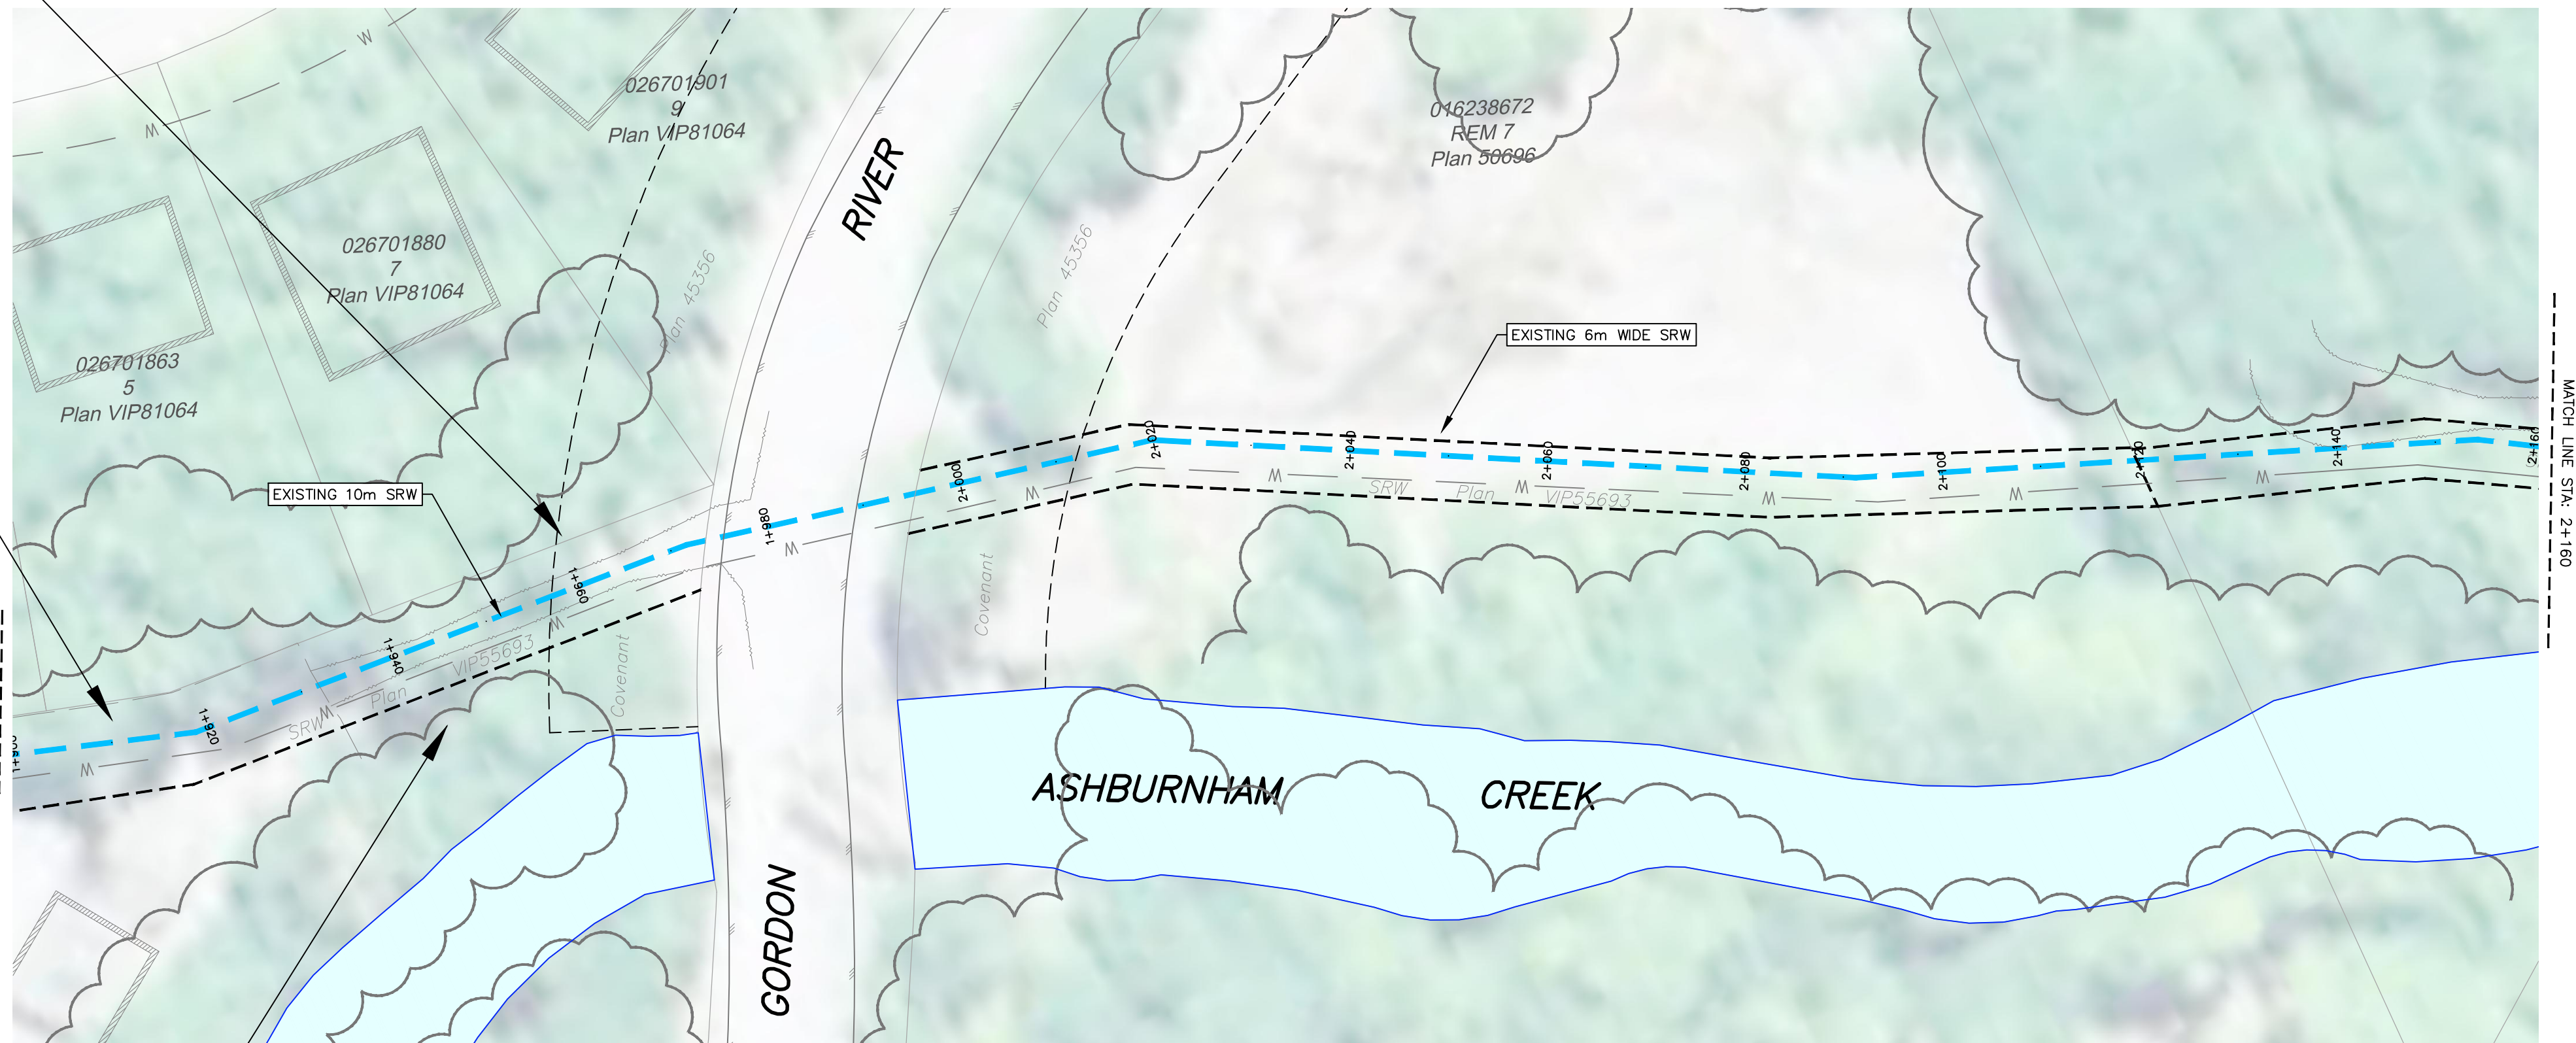 W
026701901
9
Plan VIP81064
W
026701880
7
Plan VIP81064
026701863
5
Plan VIP81064
Plan 45356
RIVER
Plan 45356
016238672
REM 7
Plan 50696
EXISTING 6m WIDE SRW
EXISTING 10m SRW
1+920
1+940
1+960
1+980
2+000
2+020
2+040
2+060
2+080
2+100
2+120
2+140
2+160
W
W
W
W
W
W
W
W
W
W
SRW Plan VIP55693
SRW Plan VIP55693
Covenant
Covenant
ASHBURNHAM CREEK
GORDON
MATCH LINE STA: 2+160